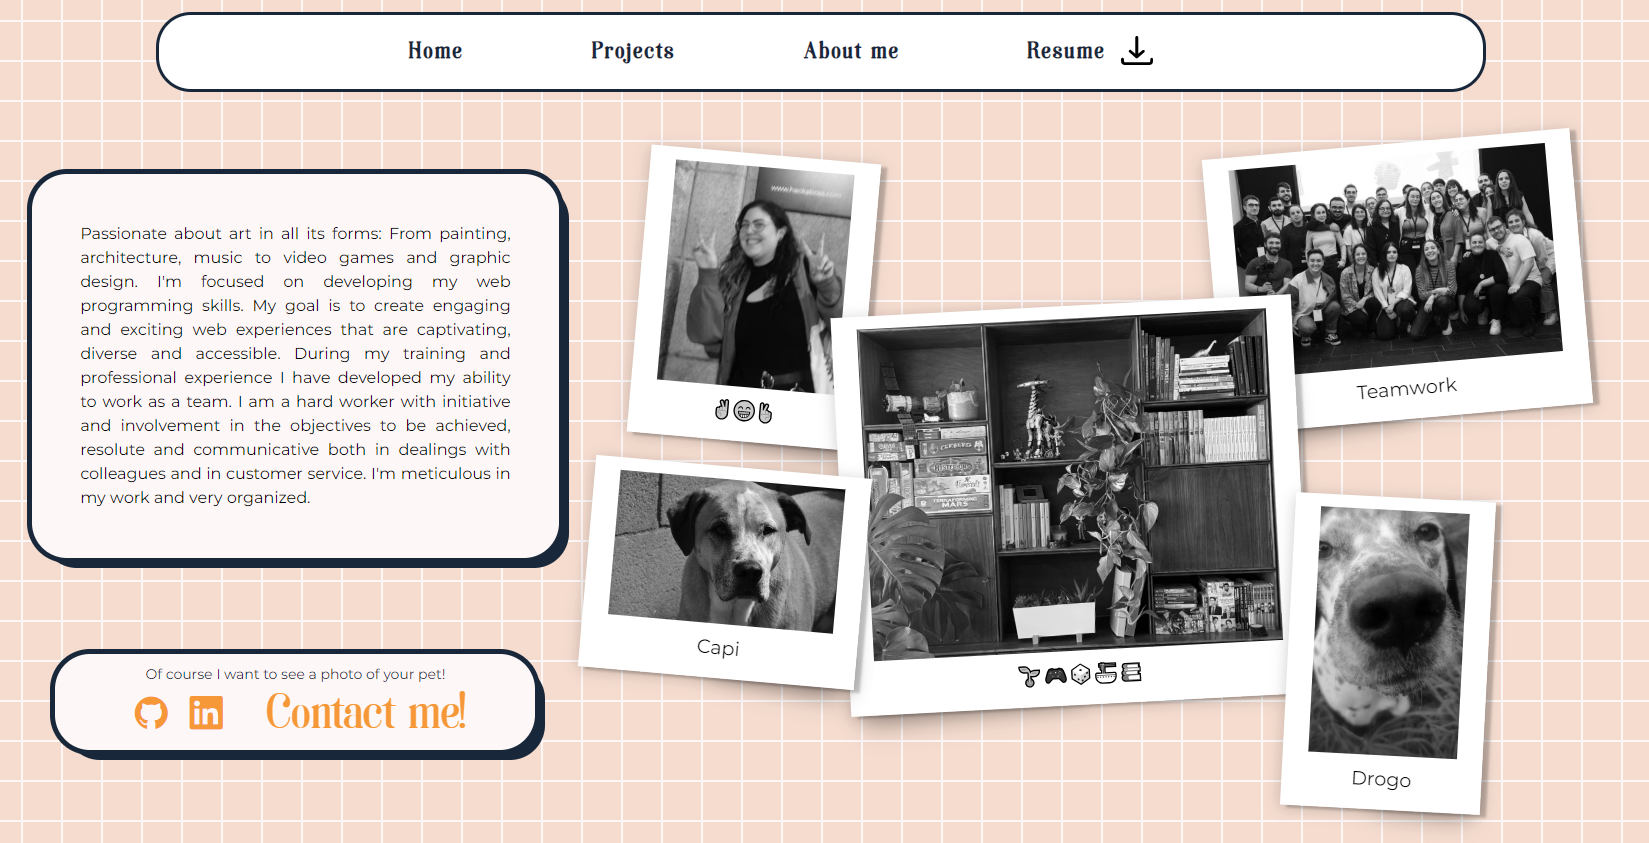 Home Projects About me Resume
Passionate about art in all its forms: From painting,
architecture, music to video games and graphic
design. I'm focused on developing my web
programming skills. My goal is to create engaging
and exciting web experiences that are captivating,
diverse and accessible. During my training and
professional experience I have developed my ability
to work as a team. I am a hard worker with initiative
and involvement in the objectives to be achieved,
resolute and communicative both in dealings with
colleagues and in customer service. I'm meticulous in
my work and very organized.
Of course I want to see a photo of your pet!
in Contact me!
Teamwork
TERRAFORMING
MARS
Capi
Drogo